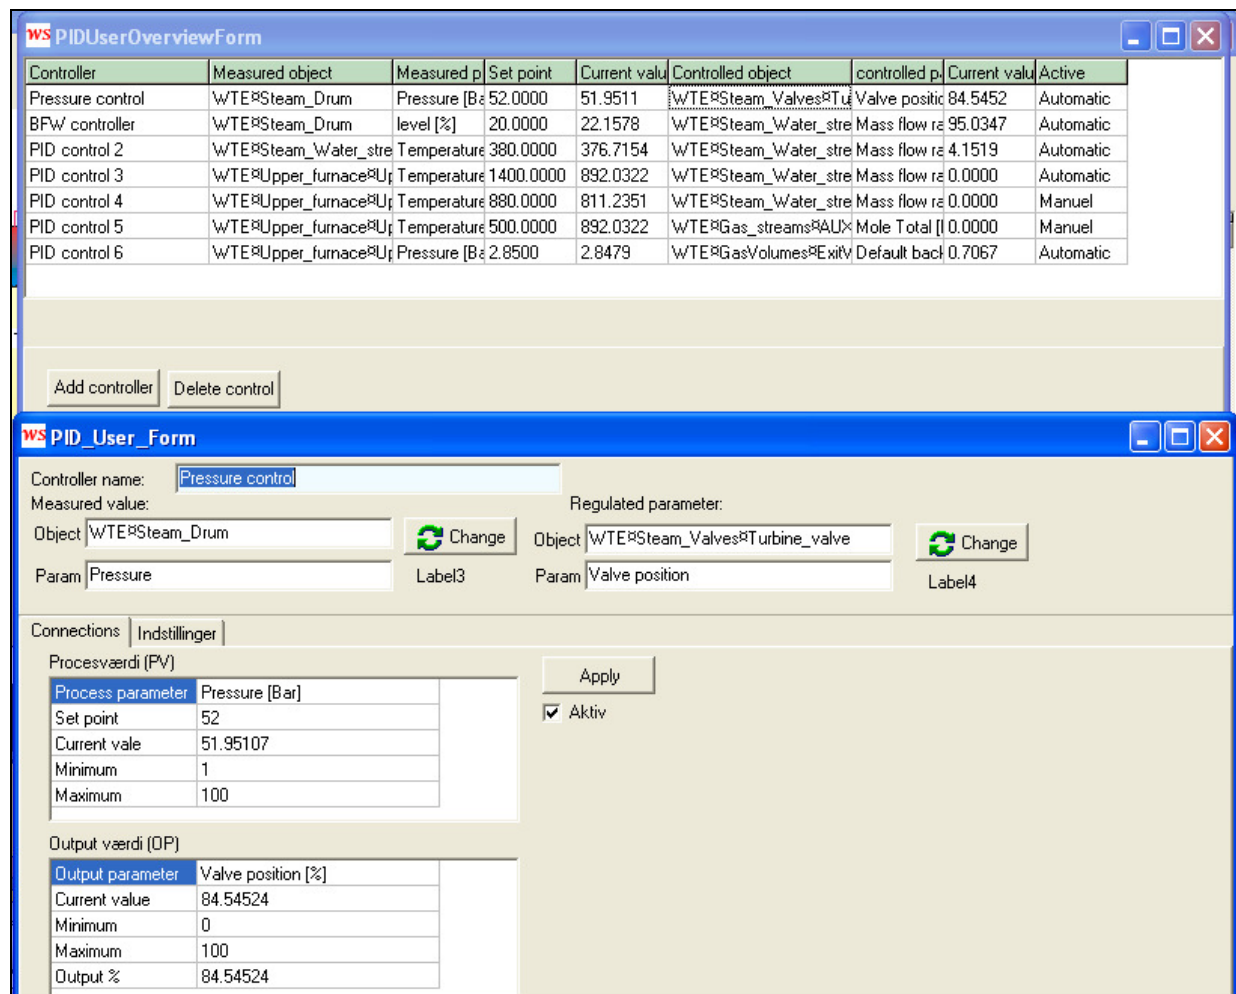 WS PIDUserOverviewForm
Controller Measured object Measured p Set point Current valu Controlled object controlled p. Current valu Active
Pressure control WTE¤Steam_Drum Pressure [Ba 52.0000 51.9511 WTE¤Steam_Valves¤Tu Valve positic 84.5452 Automatic
BFW controller WTE¤Steam_Drum level [%] 20.0000 22.1578 WTE¤Steam_Water_stre Mass flow ra 95.0347 Automatic
PID control 2 WTE¤Steam_Water_stre Temperature 380.0000 376.7154 WTE¤Steam_Water_stre Mass flow ra 4.1519 Automatic
PID control 3 WTE¤Upper_furnace¤Up Temperature 1400.0000 892.0322 WTE¤Steam_Water_stre Mass flow ra 0.0000 Automatic
PID control 4 WTE¤Upper_furnace¤Up Temperature 880.0000 811.2351 WTE¤Steam_Water_stre Mass flow ra 0.0000 Manuel
PID control 5 WTE¤Upper_furnace¤Up Temperature 500.0000 892.0322 WTE¤Gas_streams¤AUX Mole Total [l 0.0000 Manuel
PID control 6 WTE¤Upper_furnace¤Up Pressure [Ba 2.8500 2.8479 WTE¤GasVolumes¤ExitV Default back 0.7067 Automatic
Add controller Delete control
WS PID_User_Form
Controller name: Pressure control
Measured value: Regulated parameter:
Object WTE¤Steam_Drum Change Object WTE¤Steam_Valves¤Turbine_valve Change
Param Pressure Label3 Param Valve position Label4
Connections Indstillinger
Procesværdi (PV)
Apply
Process parameter Pressure [Bar]
Set point 52
Aktiv
Current vale 51.95107
Minimum 1
Maximum 100
Output værdi (OP)
Output parameter Valve position [%]
Current value 84.54524
Minimum 0
Maximum 100
Output % 84.54524